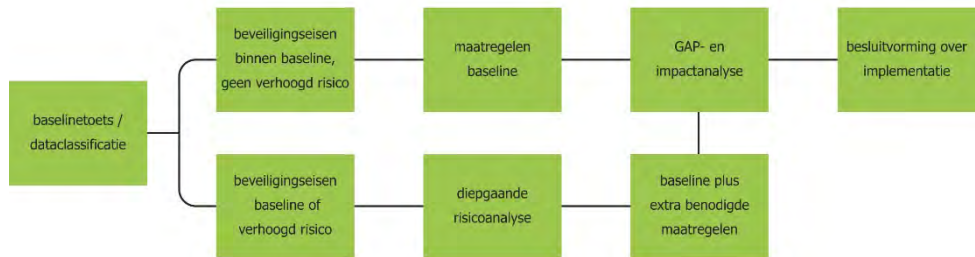 baselinetoets /
dataclassificatie
beveiligingseisen
binnen baseline,
geen verhoogd risico
maatregelen
baseline
GAP- en
impactanalyse
besluitvorming over
implementatie
beveiligingseisen
baseline of
verhoogd risico
diepgaande
risicoanalyse
baseline plus
extra benodigde
maatregelen